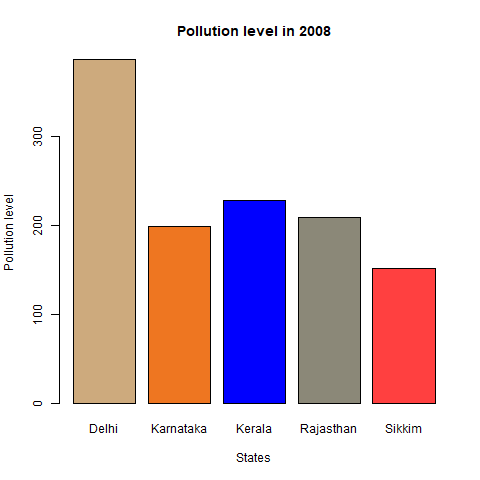 Pollution level in 2008
Pollution level
300
200
100
0
Delhi
Karnataka
Kerala
Rajasthan
Sikkim
States